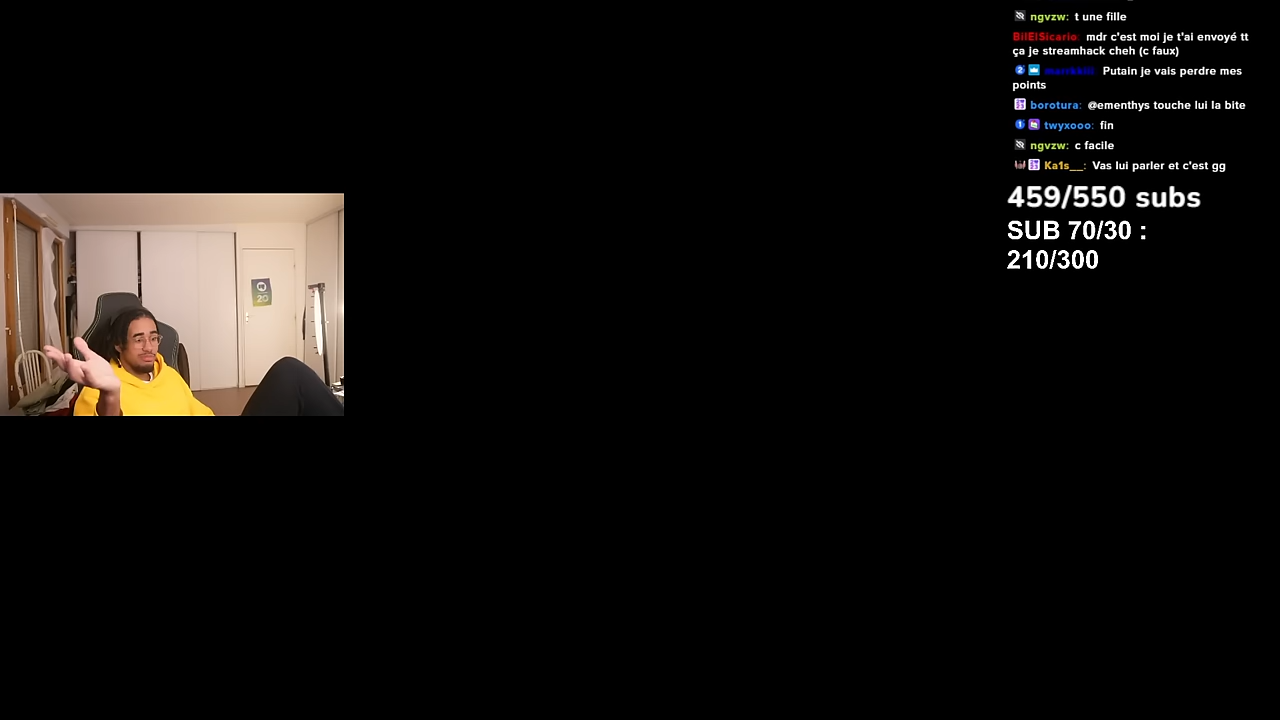 ngvzw: t une fille
BilElSicario: mdr c'est moi je t'ai envoyé tt
ça je streamhack cheh (c faux)
Putain je vais perdre mes
points
borotura: @ementhys touche lui la bite
twyxooo: fin
ngvzw: c facile
Ka1s__: Vas lui parler et c'est gg
459/550 subs
SUB 70/30 :
210/300
20